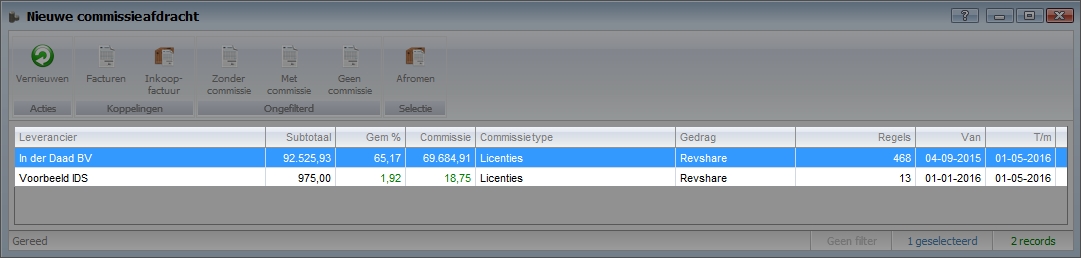 Nieuwe commissieafdracht
Vernieuwen Facturen Inkoop-factuur Zonder commissie Met commissie Geen commissie Afromen
Acties Koppelingen Ongefilterd Selectie
Leverancier Subtotaal Gem % Commissie Commissietype Gedrag Regels Van T/m
In der Daad BV 92.525,93 65,17 69.684,91 Licenties Revshare 468 04-09-2015 01-05-2016
Voorbeeld IDS 975,00 1,92 18,75 Licenties Revshare 13 01-01-2016 01-05-2016
Gereed Geen filter 1 geselecteerd 2 records